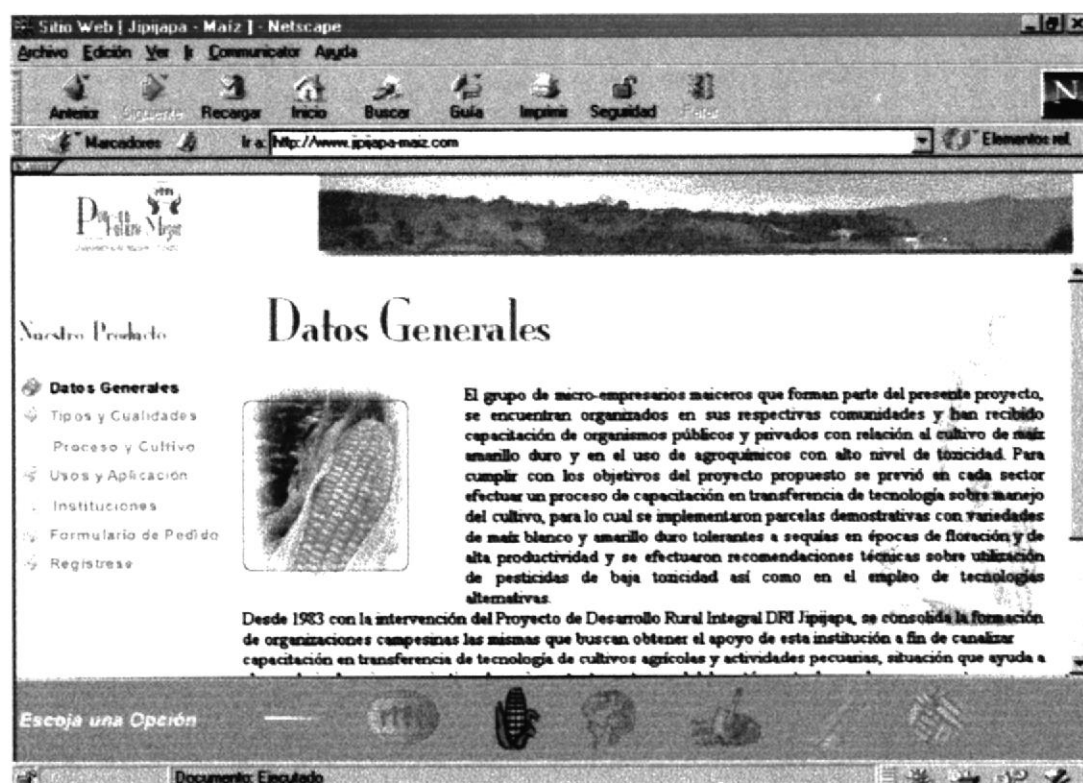 Sitio Web [ Jipijapa - Maíz ] - Netscape
Archivo Edición Ver Ir Communicator Ayuda
Anterior Siguiente Recargar Inicio Buscar Guía Imprimir Seguridad
Marcadores Ir a: http://www.jipijapa-maiz.com Elementos rel.
Datos Generales
Nuestro Producto
Datos Generales
Tipos y Cualidades
Proceso y Cultivo
Usos y Aplicación
Instituciones
Formulario de Pedido
Registrese
El grupo de micro-empresarios maiceros que forman parte del presente proyecto,
se encuentran organizados en sus respectivas comunidades y han recibido
capacitación de organismos públicos y privados con relación al cultivo de maíz
amarillo duro y en el uso de agroquímicos con alto nivel de toxicidad. Para
cumplir con los objetivos del proyecto propuesto se previó en cada sector
efectuar un proceso de capacitación en transferencia de tecnología sobre manejo
del cultivo, para lo cual se implementaron parcelas demostrativas con variedades
de maíz blanco y amarillo duro tolerantes a sequías en épocas de floración y de
alta productividad y se efectuaron recomendaciones técnicas sobre utilización
de pesticidas de baja toxicidad así como en el empleo de tecnologías
alternativas.
Desde 1983 con la intervención del Proyecto de Desarrollo Rural Integral DRI Jipijapa, se consolida la formación
de organizaciones campesinas las mismas que buscan obtener el apoyo de esta institución a fin de canalizar
capacitación en transferencia de tecnología de cultivos agrícolas y actividades pecuarias, situación que ayuda a
Escoja una Opción
Documento: Ejecutado